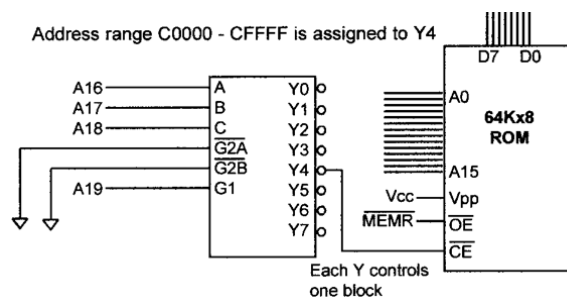 Address range C0000 - CFFFF is assigned to Y4
D7 D0
A16 A Y0
A17 B Y1
A18 C Y2
G2A Y3
G2B Y4
A19 G1 Y5
Y6
Y7
A0
64Kx8
ROM
A15
Vcc Vpp
MEMR OE
CE
Each Y controls
one block